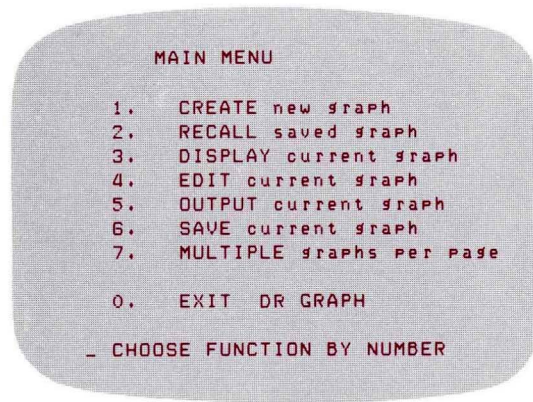 MAIN MENU
1. CREATE new graph
2. RECALL saved graph
3. DISPLAY current graph
4. EDIT current graph
5. OUTPUT current graph
6. SAVE current graph
7. MULTIPLE graphs per page
0. EXIT DR GRAPH
_ CHOOSE FUNCTION BY NUMBER